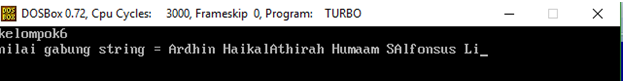 DOSBox 0.72, Cpu Cycles: 3000, Frameskip 0, Program: TURBO
kelompok6
nilai gabung string = Ardhin HaikalAthirah Humaam SAlfonsus Li_